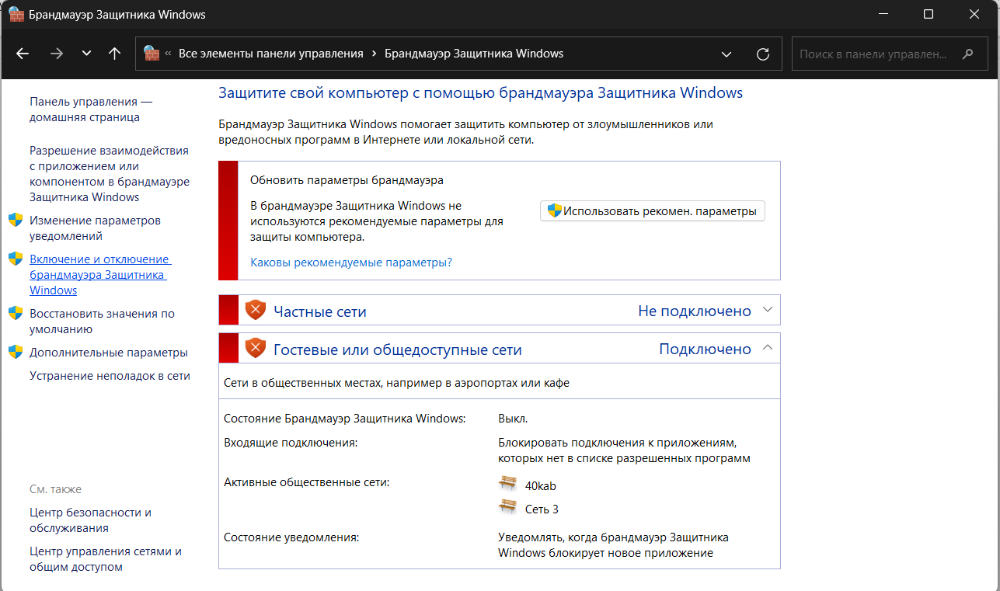 Брандмауэр Защитника Windows
« Все элементы панели управления › Брандмауэр Защитника Windows
Поиск в панели управлен...
Панель управления —
домашняя страница
Разрешение взаимодействия
с приложением или
компонентом в брандмауэре
Защитника Windows
Изменение параметров
уведомлений
Включение и отключение
брандмауэра Защитника
Windows
Восстановить значения по
умолчанию
Дополнительные параметры
Устранение неполадок в сети
См. также
Центр безопасности и
обслуживания
Центр управления сетями и
общим доступом
Защитите свой компьютер с помощью брандмауэра Защитника Windows
Брандмауэр Защитника Windows помогает защитить компьютер от злоумышленников или
вредоносных программ в Интернете или локальной сети.
Обновить параметры брандмауэра
В брандмауэре Защитника Windows не
используются рекомендуемые параметры для
защиты компьютера.
Использовать рекомен. параметры
Каковы рекомендуемые параметры?
Частные сети Не подключено
Гостевые или общедоступные сети Подключено
Сети в общественных местах, например в аэропортах или кафе
Состояние Брандмауэр Защитника Windows: Выкл.
Входящие подключения: Блокировать подключения к приложениям,
которых нет в списке разрешенных программ
Активные общественные сети: 40kab
Сеть 3
Состояние уведомления: Уведомлять, когда брандмауэр Защитника
Windows блокирует новое приложение